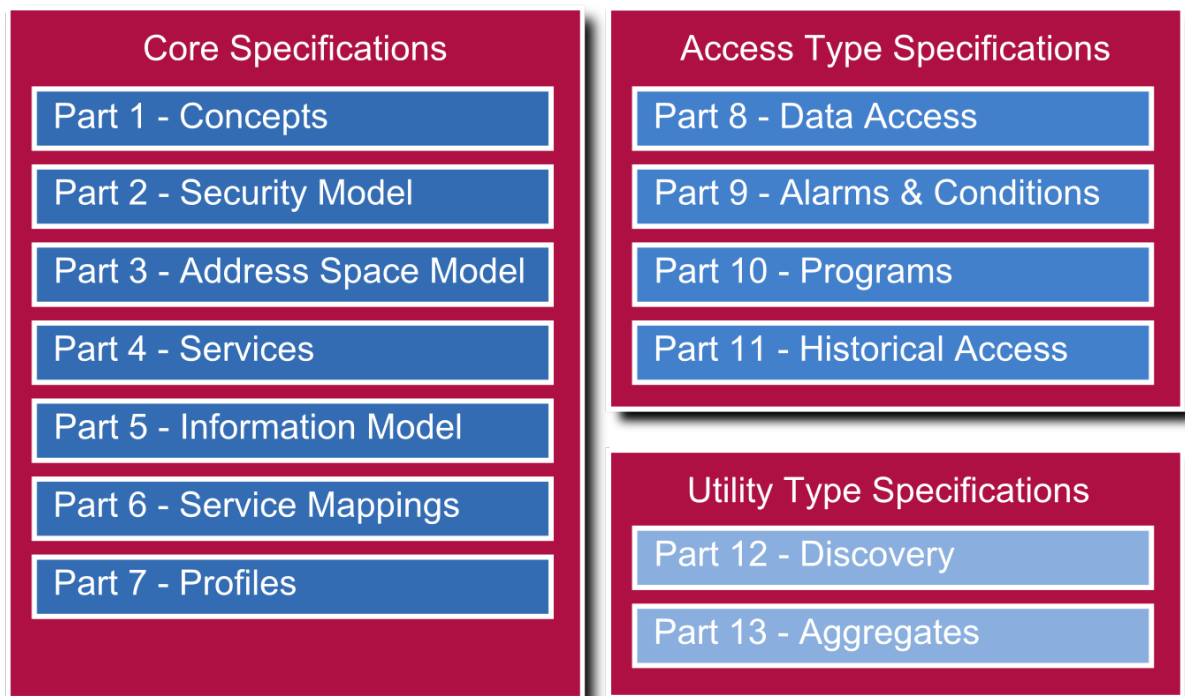 Core Specifications
Part 1 - Concepts
Part 2 - Security Model
Part 3 - Address Space Model
Part 4 - Services
Part 5 - Information Model
Part 6 - Service Mappings
Part 7 - Profiles
Access Type Specifications
Part 8 - Data Access
Part 9 - Alarms & Conditions
Part 10 - Programs
Part 11 - Historical Access
Utility Type Specifications
Part 12 - Discovery
Part 13 - Aggregates